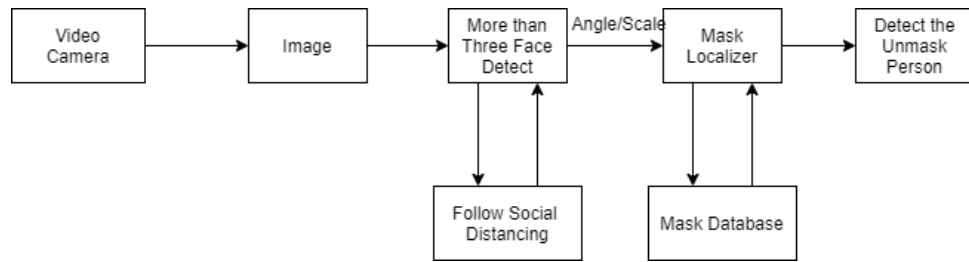 Video
Camera
Image
More than
Three Face
Detect
Angle/Scale
Mask
Localizer
Detect the
Unmask
Person
Follow Social
Distancing
Mask Database